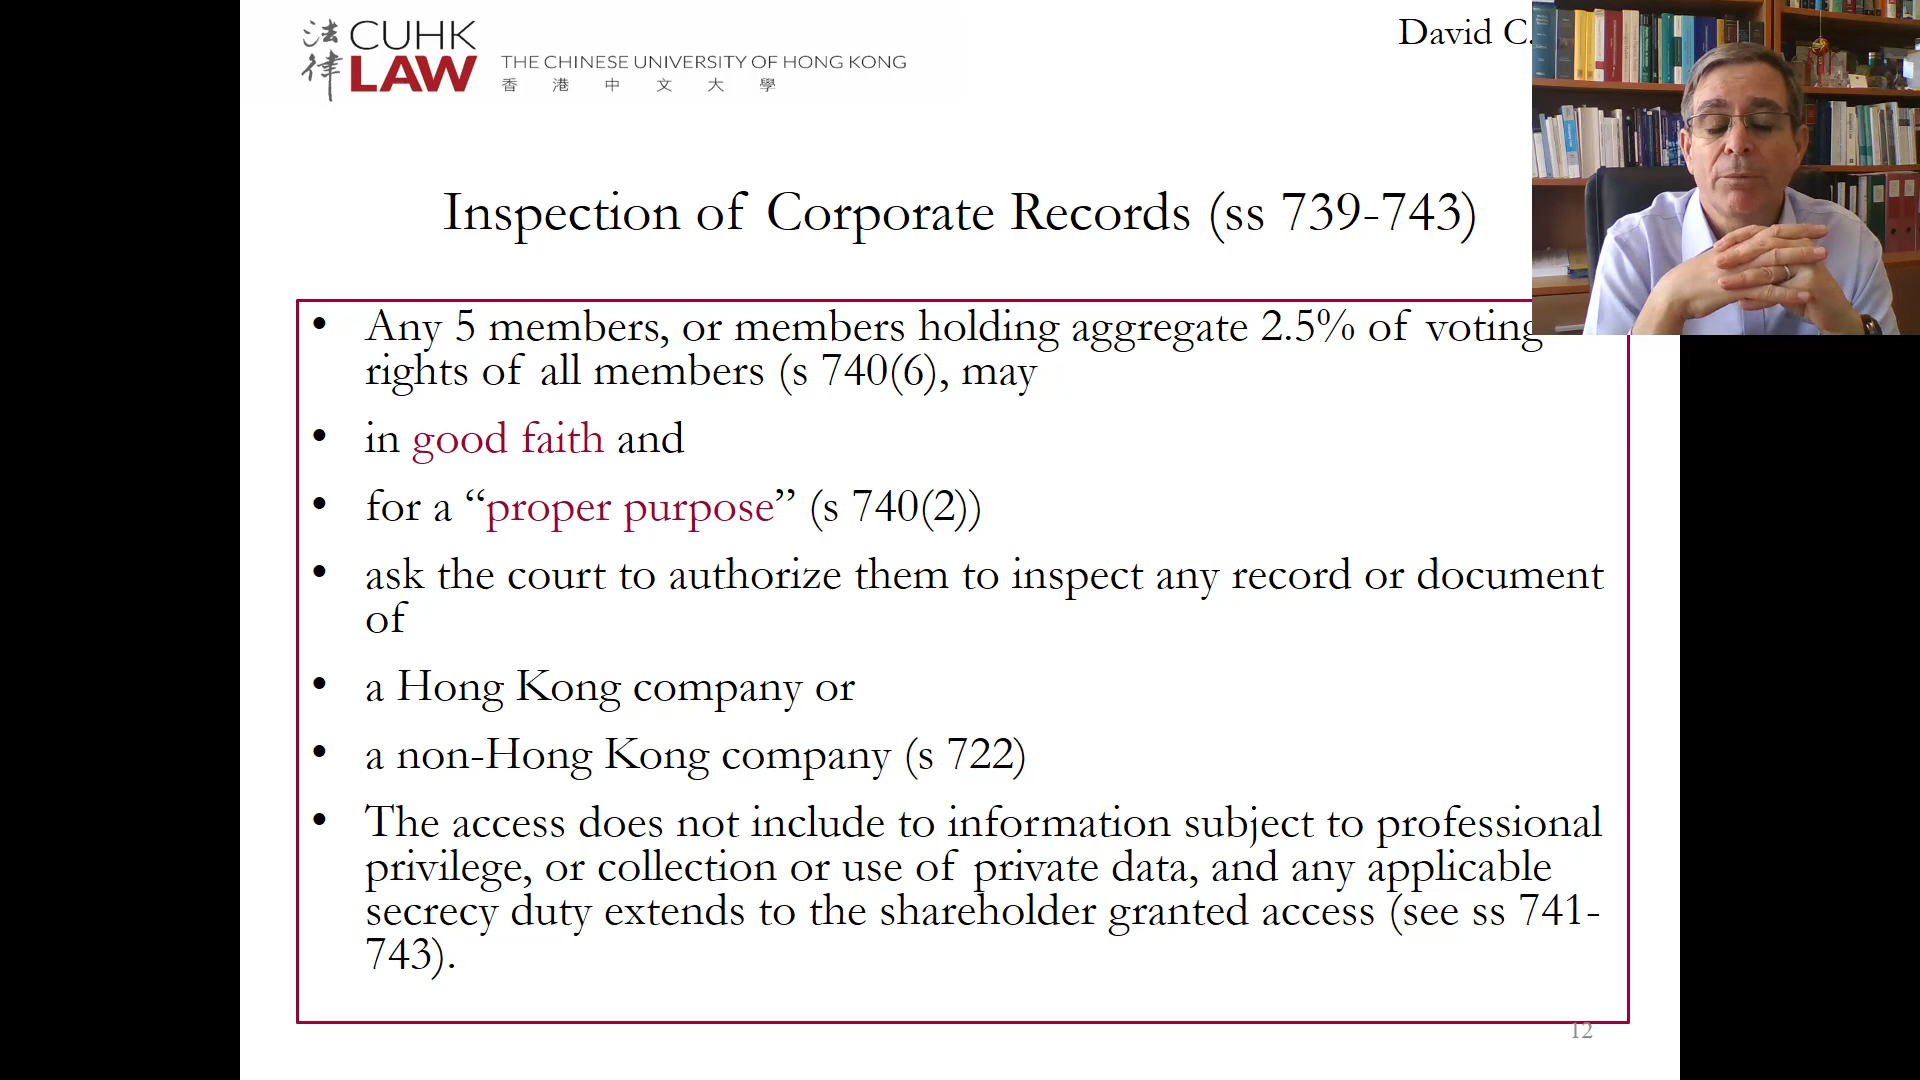 法律 CUHK LAW
THE CHINESE UNIVERSITY OF HONG KONG
香港中文大學
David C.
Inspection of Corporate Records (ss 739-743)
• Any 5 members, or members holding aggregate 2.5% of voting
rights of all members (s 740(6), may
• in good faith and
• for a “proper purpose” (s 740(2))
• ask the court to authorize them to inspect any record or document
of
• a Hong Kong company or
• a non-Hong Kong company (s 722)
• The access does not include to information subject to professional
privilege, or collection or use of private data, and any applicable
secrecy duty extends to the shareholder granted access (see ss 741-
743).
12